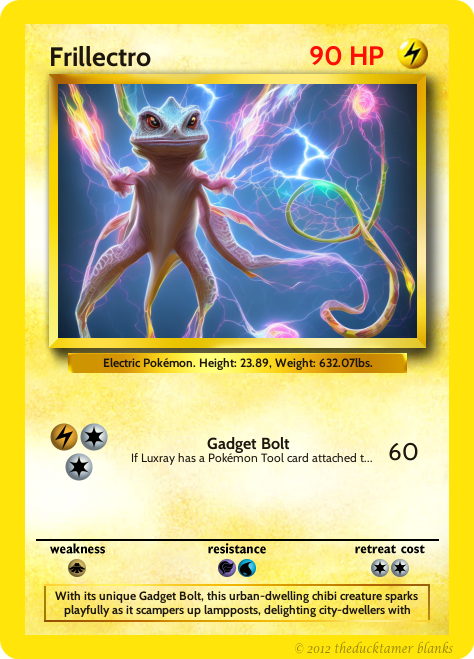 Frillectro
90 HP
Electric Pokémon. Height: 23.89, Weight: 632.07lbs.
Gadget Bolt
If Luxray has a Pokémon Tool card attached t...
60
weakness
resistance
retreat cost
With its unique Gadget Bolt, this urban-dwelling chibi creature sparks
playfully as it scampers up lampposts, delighting city-dwellers with
© 2012 theducktamer blanks